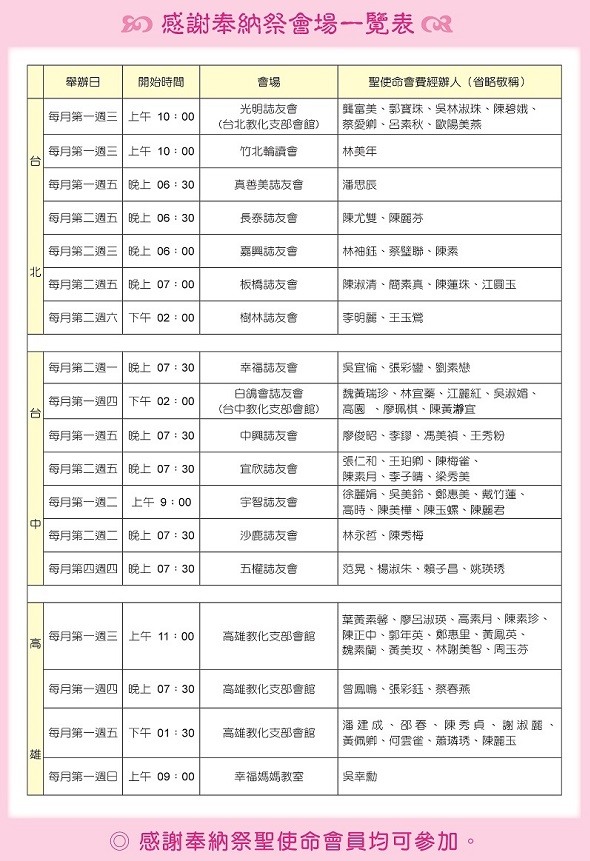 感謝奉納祭會場一覽表
舉辦日 開始時間 會場 聖使命會費經辦人（省略敬稱）
台北
每月第一週三 上午 10：00 光明誌友會 龔富美、郭寶珠、吳林淑珠、陳碧娥、
(台北教化支部會館) 蔡愛卿、呂素秋、歐陽美燕
每月第一週三 上午 10：00 竹北輪讀會 林美年
每月第一週五 晚上 06：30 真善美誌友會 潘思辰
每月第二週五 晚上 06：30 長泰誌友會 陳尤雙、陳麗芬
每月第二週三 晚上 06：00 嘉興誌友會 林袖鈺、蔡壁聯、陳素
每月第二週五 晚上 07：00 板橋誌友會 陳淑清、簡素真、陳蓮珠、江圓玉
每月第二週六 下午 02：00 樹林誌友會 李明麗、王玉鶯
台中
每月第二週一 晚上 07：30 幸福誌友會 吳宜倫、張彩鑾、劉素戀
每月第一週四 下午 02：00 白鴿會誌友會 魏黃瑞珍、林宜蓁、江麗紅、吳淑媚、
(台中教化支部會館) 高園 、廖珮棋、陳黃瀞宜
每月第一週五 晚上 07：30 中興誌友會 廖俊昭、李鏐、馮美禎、王秀粉
每月第二週五 晚上 07：30 宜欣誌友會 張仁和、王珀卿、陳梅雀、
陳素月、李子晴、梁秀美
每月第一週二 上午 9：00 宇智誌友會 徐麗娟、吳美鈴、鄭惠美、戴竹蓮、
高時、陳美樺、陳玉螺、陳麗君
每月第二週二 晚上 07：30 沙鹿誌友會 林永哲、陳秀梅
每月第四週四 晚上 07：30 五權誌友會 范晃、楊淑朱、賴子昌、姚瑛琇
高雄
每月第一週三 上午 11：00 高雄教化支部會館 葉黃素馨、廖呂淑瑛、高素月、陳素珍、
陳正中、郭年英、鄭惠里、黃鳳英、
魏素蘭、黃美玫、林謝美智、周玉芬
每月第一週四 晚上 07：30 高雄教化支部會館 曾鳳鳴、張彩鈺、蔡春燕
每月第一週五 下午 01：30 高雄教化支部會館 潘建成、邵春、陳秀貞、謝淑麗、
黃佩卿、何雲雀、蕭璘琇、陳麗玉
每月第一週日 上午 09：00 幸福媽媽教室 吳幸勳
◎ 感謝奉納祭聖使命會員均可參加。